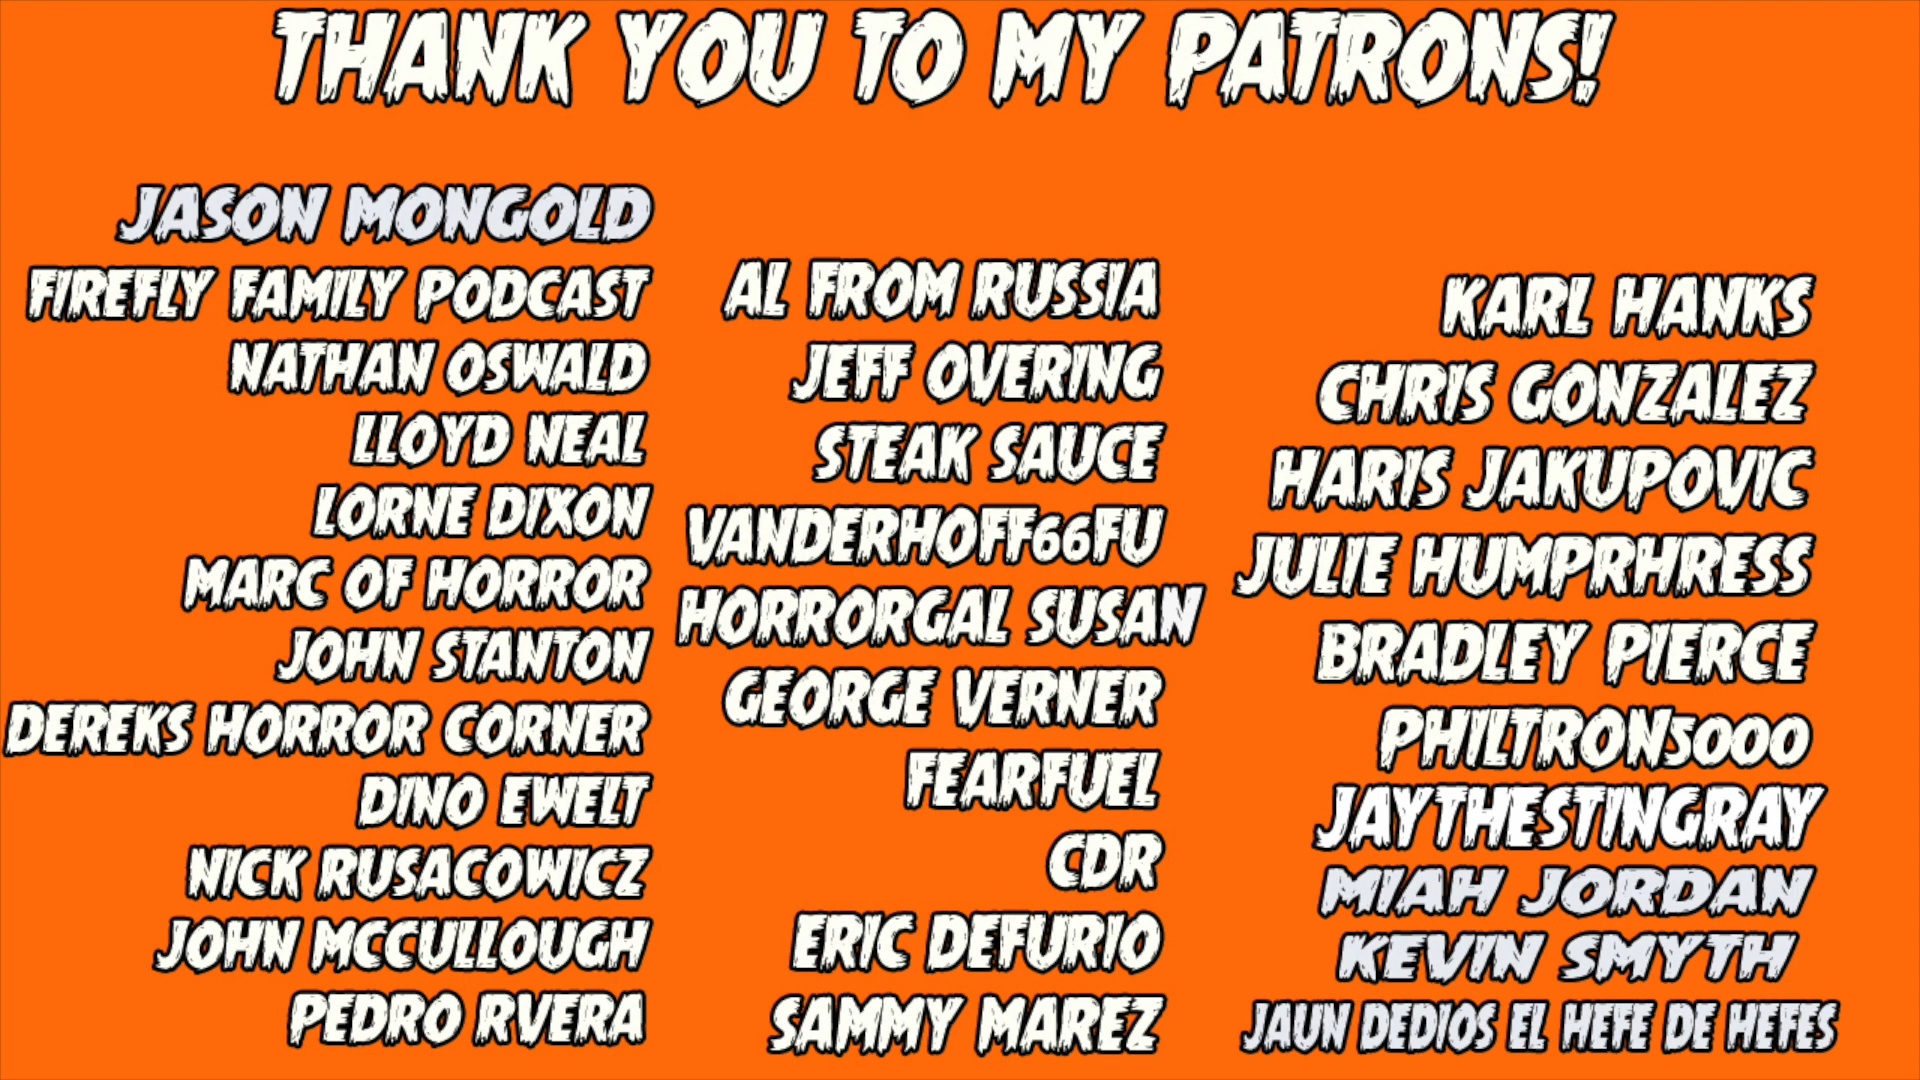 THANK YOU TO MY PATRONS!
JASON MONGOLD
FIREFLY FAMILY PODCAST
NATHAN OSWALD
LLOYD NEAL
LORNE DIXON
MARC OF HORROR
JOHN STANTON
DEREKS HORROR CORNER
DINO EWELT
NICK RUSACOWICZ
JOHN MCCULLOUGH
PEDRO RVERA
AL FROM RUSSIA
JEFF OVERING
STEAK SAUCE
VANDERHOFF66FU
HORRORGAL SUSAN
GEORGE VERNER
FEARFUEL
CDR
ERIC DEFURIO
SAMMY MAREZ
KARL HANKS
CHRIS GONZALEZ
HARIS JAKUPOVIC
JULIE HUMPRHRESS
BRADLEY PIERCE
PHILTRON5000
JAYTHESTINGRAY
MIAH JORDAN
KEVIN SMYTH
JAUN DEDIOS EL HEFE DE HEFES